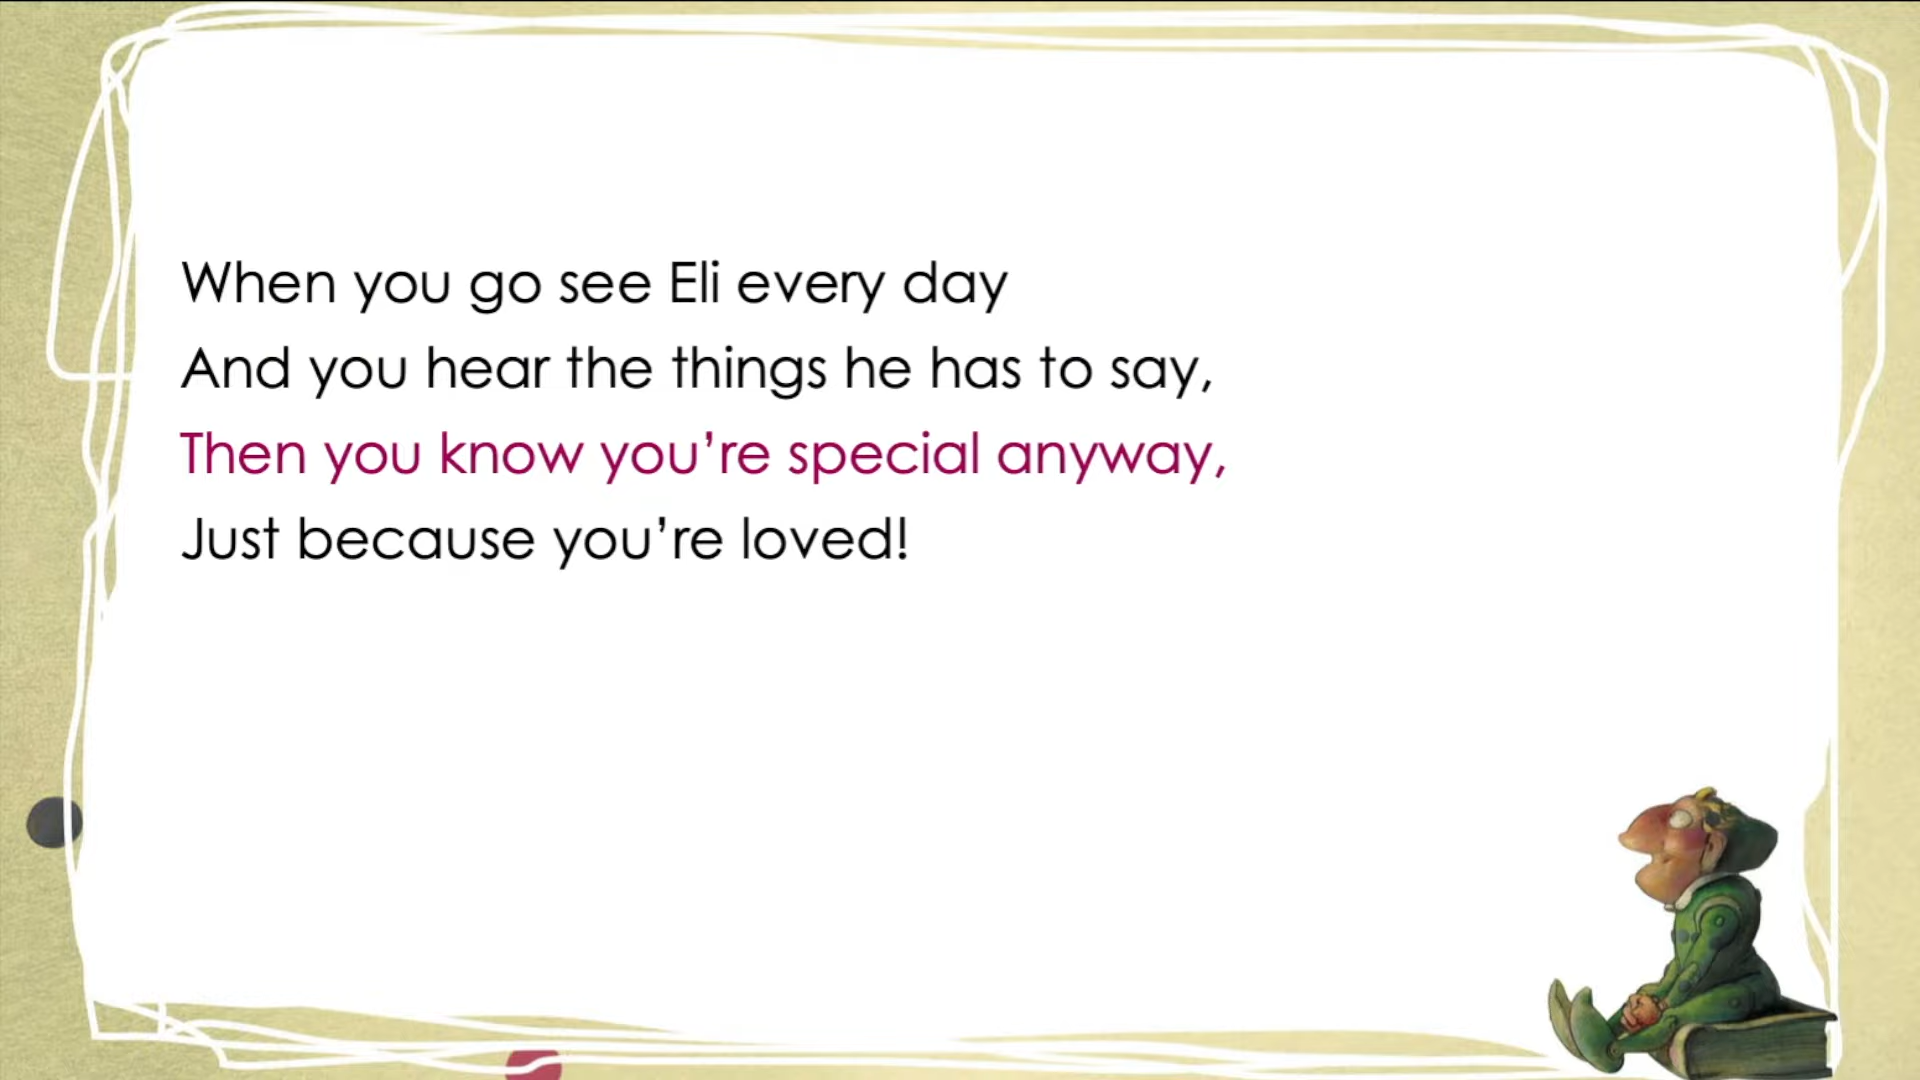 When you go see Eli every day
And you hear the things he has to say,
Then you know you’re special anyway,
Just because you’re loved!